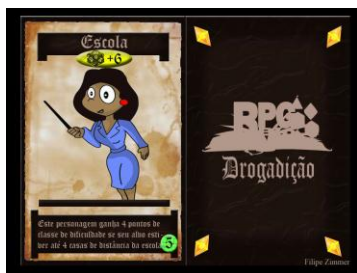 Escola
+6
Este personagem ganha 4 pontos de
classe de dificuldade se seu alvo esti-
ver até 4 casas de distância da escola.
5
RPG
Drogadição
Filipe Zimmer